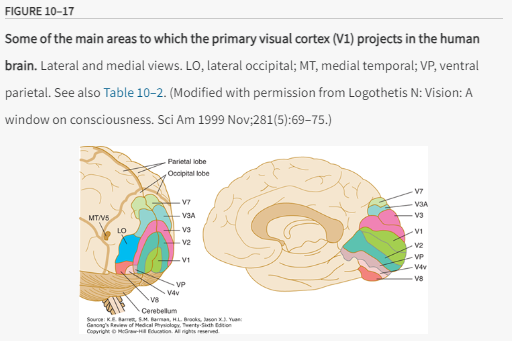 FIGURE 10–17
Some of the main areas to which the primary visual cortex (V1) projects in the human
brain. Lateral and medial views. LO, lateral occipital; MT, medial temporal; VP, ventral
parietal. See also Table 10–2. (Modified with permission from Logothetis N: Vision: A
window on consciousness. Sci Am 1999 Nov;281(5):69–75.)
Parietal lobe
Occipital lobe
V7
V3A
V3
V2
V1
VP
V4v
V8
Cerebellum
MT/V5
LO
V7
V3A
V3
V1
V2
VP
V4v
V8
Source: K.E. Barrett, S.M. Barman, H.L. Brooks, Jason X.J. Yuan:
Ganong's Review of Medical Physiology, Twenty-Sixth Edition
Copyright © McGraw-Hill Education. All rights reserved.